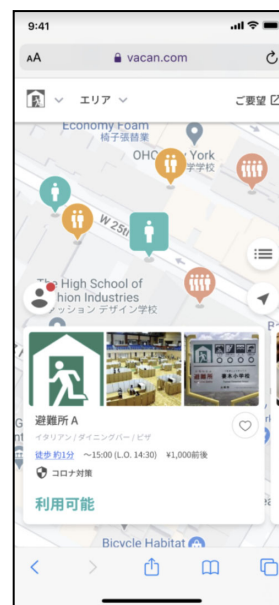 9:41
AA
vacan.com
エリア
ご要望
Economy Foam
椅子張替業
OHC
York
学学校
W 25th
The High School of
hion Industries
ッション デザイン学校
避難所
避難所 A
イタリアン / ダイニングバー / ピザ
徒歩 約1分 ～15:00 (L.O. 14:30) ¥1,000前後
コロナ対策
利用可能
Bicycle Habitat